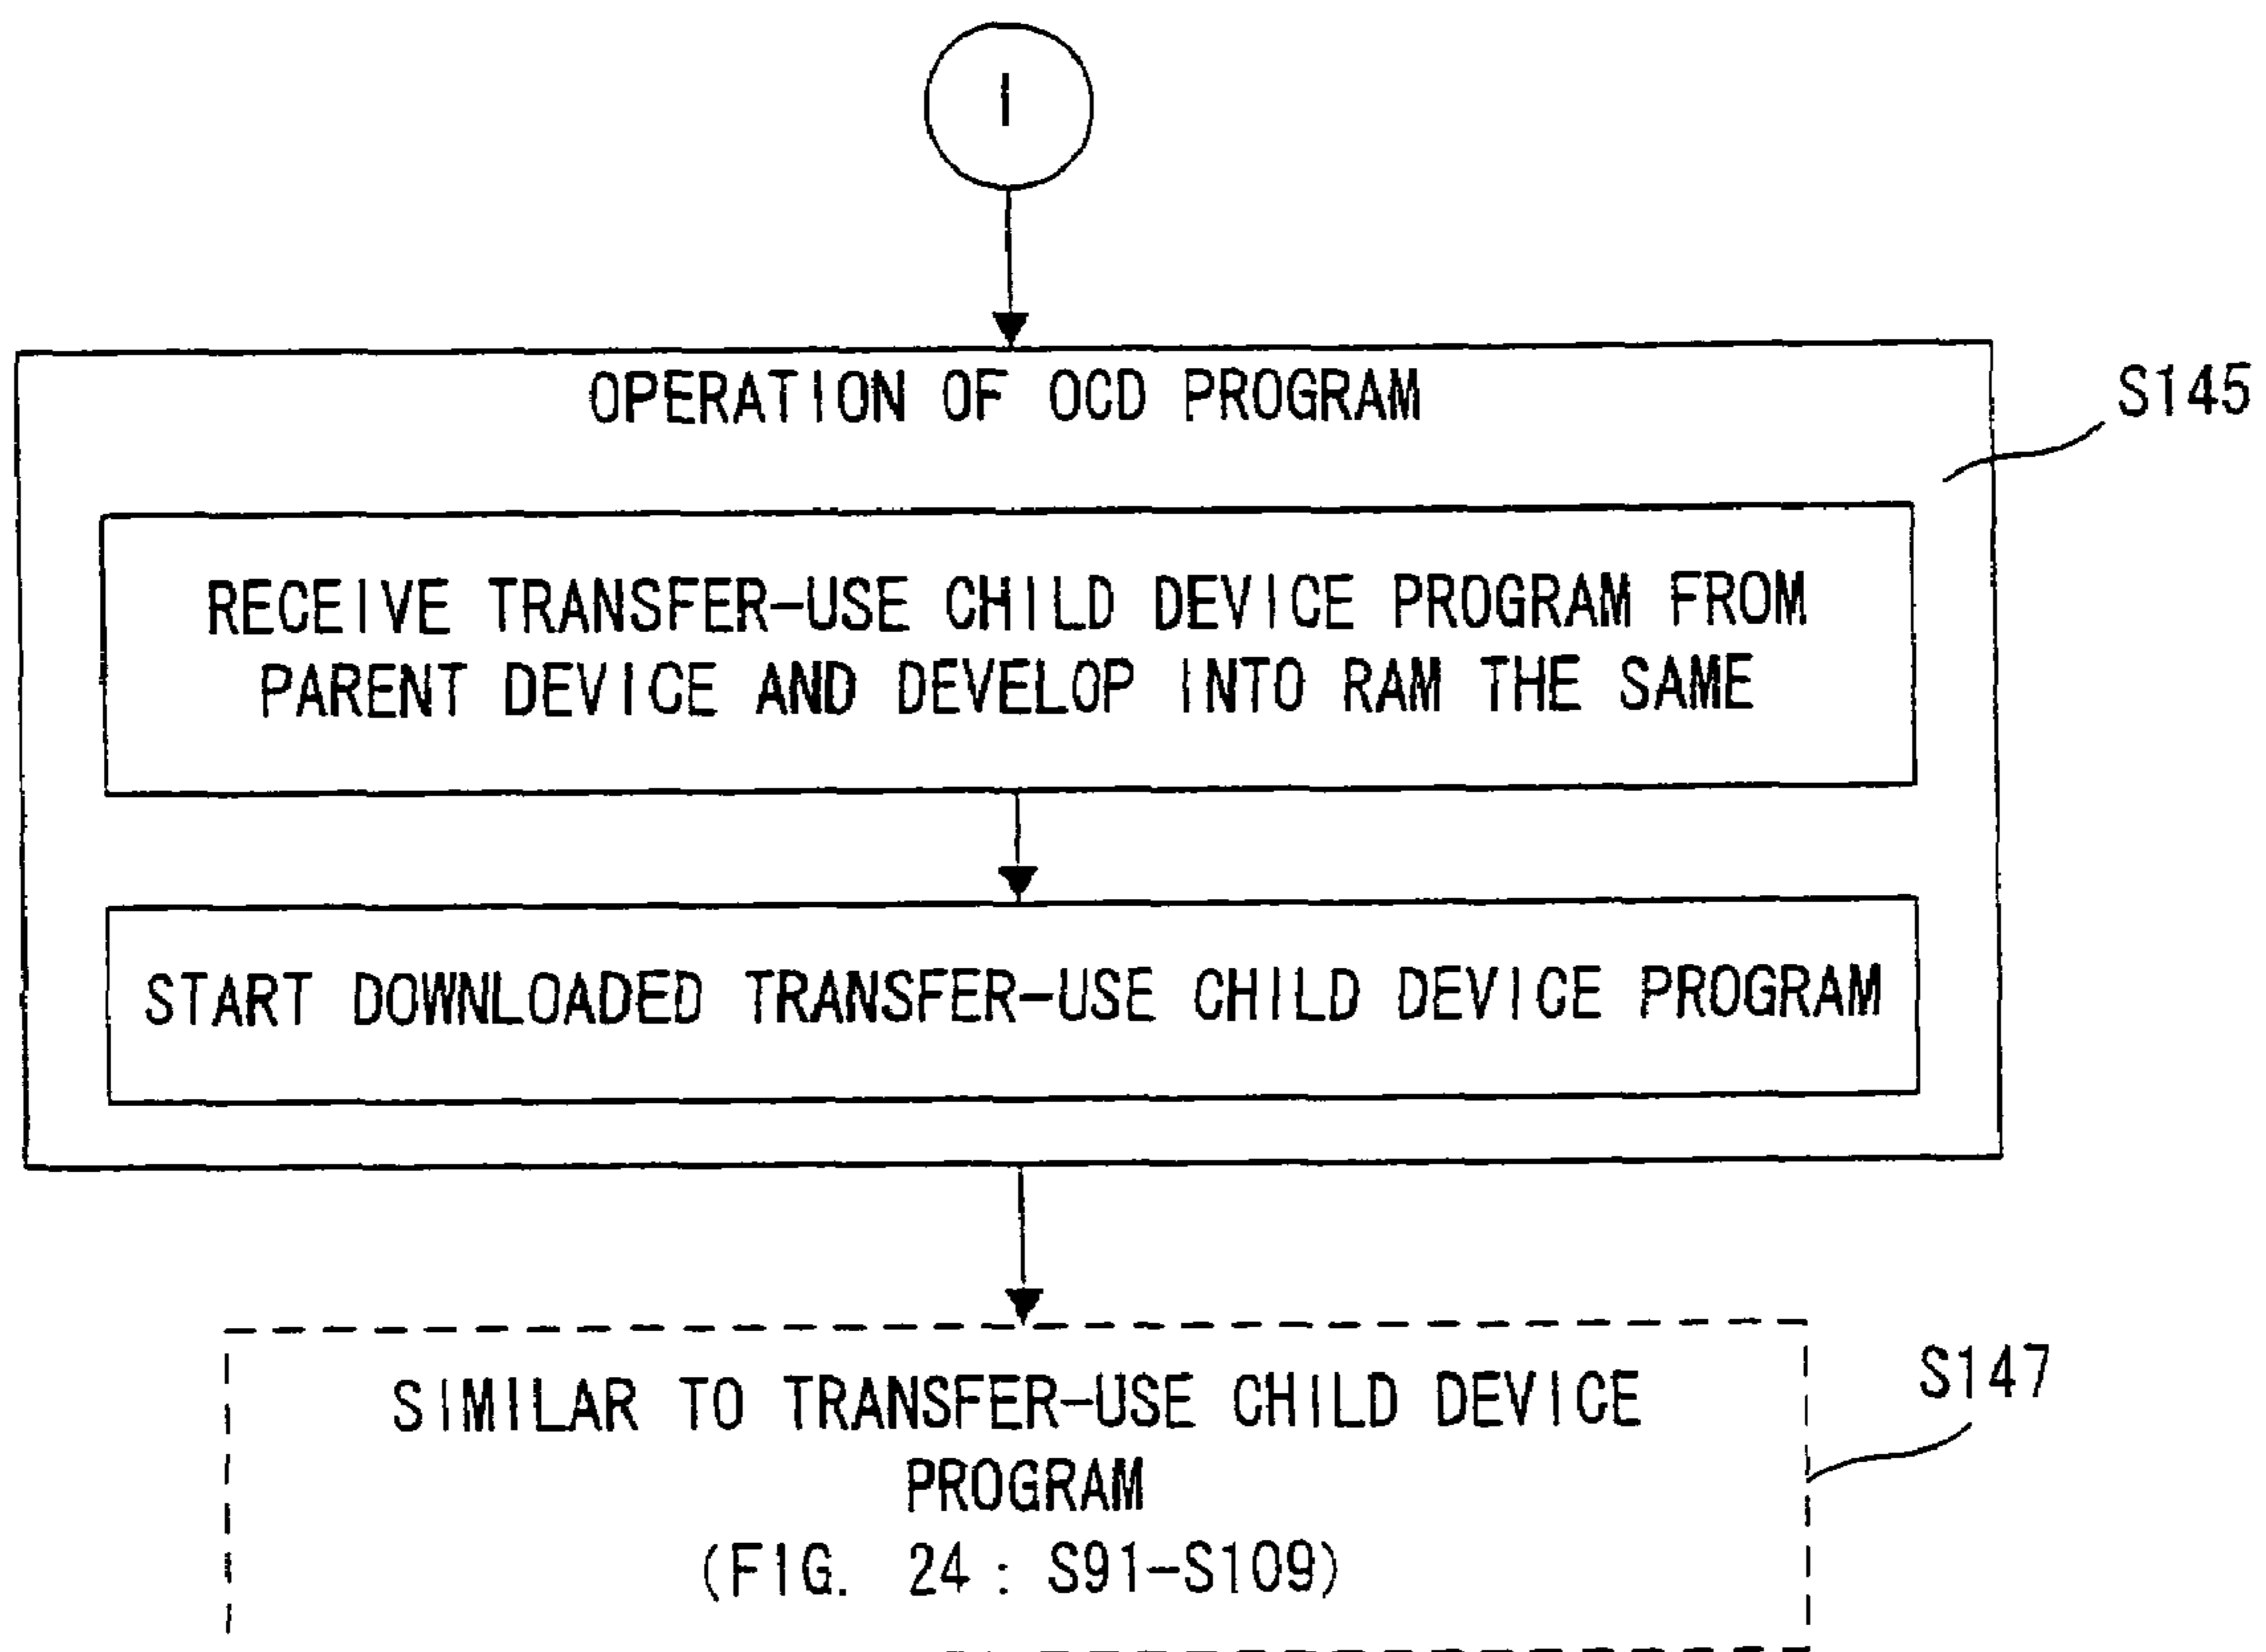 I
OPERATION OF OCD PROGRAM
S145
RECEIVE TRANSFER-USE CHILD DEVICE PROGRAM FROM
PARENT DEVICE AND DEVELOP INTO RAM THE SAME
START DOWNLOADED TRANSFER-USE CHILD DEVICE PROGRAM
SIMILAR TO TRANSFER-USE CHILD DEVICE
S147
PROGRAM
(FIG. 24 : S91-S109)